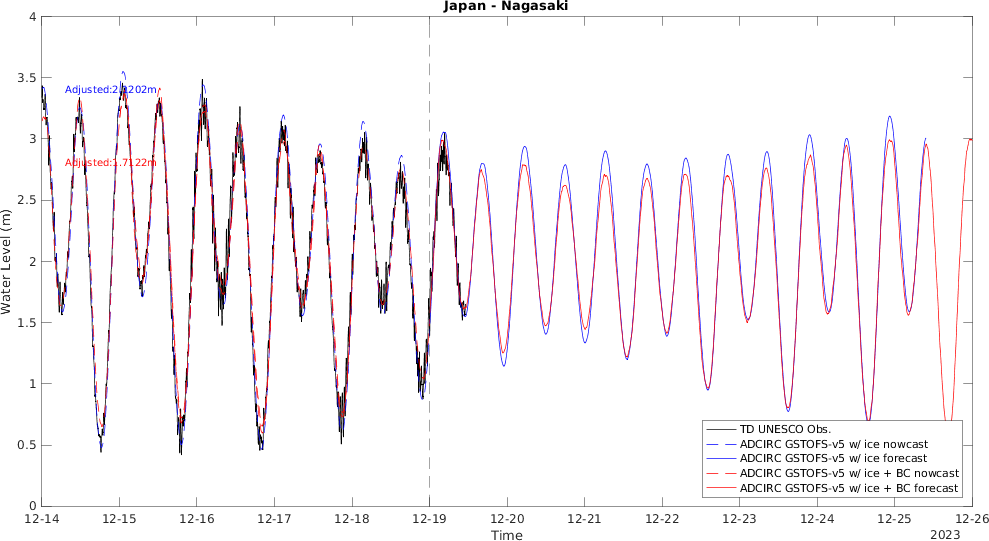 Japan - Nagasaki
4
3.5
3
2.5
2
1.5
1
0.5
0
Water Level (m)
Adjusted:
Adjusted:
TD UNESCO Obs.
ADCIRC GSTOFS-v5 w/ ice nowcast
ADCIRC GSTOFS-v5 w/ ice forecast
ADCIRC GSTOFS-v5 w/ ice + BC nowcast
ADCIRC GSTOFS-v5 w/ ice + BC forecast
12-14 12-15 12-16 12-17 12-18 12-19 12-20 12-21 12-22 12-23 12-24 12-25 12-26
Time
2023